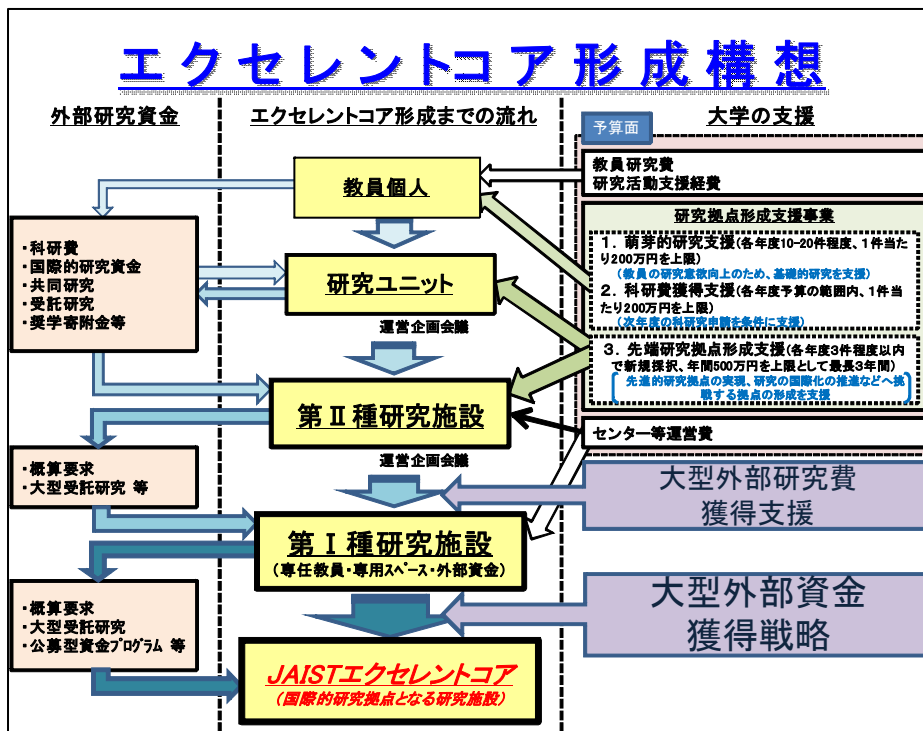 エクセレントコア形成構想
外部研究資金
エクセレントコア形成までの流れ
大学の支援
予算面
教員個人
教員研究費
研究活動支援経費
研究拠点形成支援事業
1. 萌芽的研究支援(各年度10-20件程度、1件当た
り200万円を上限)
(教員の研究意欲向上のため、基礎的研究を支援)
2. 科研費獲得支援(各年度予算の範囲内、1件当
たり200万円を上限)
(次年度の科研究申請を条件に支援)
3. 先端研究拠点形成支援(各年度3件程度以内
で新規採択、年間500万円を上限として最長3年間)
先進的研究拠点の実現、研究の国際化の推進などへ挑
戦する拠点の形成を支援
・科研費
・国際的研究資金
・共同研究
・受託研究
・奨学寄附金等
研究ユニット
運営企画会議
第Ⅱ種研究施設
センター等運営費
運営企画会議
・概算要求
・大型受託研究 等
大型外部研究費
獲得支援
第Ⅰ種研究施設
(専任教員・専用スペース・外部資金)
・概算要求
・大型受託研究
・公募型資金プログラム 等
大型外部資金
獲得戦略
JAISTエクセレントコア
(国際的研究拠点となる研究施設)